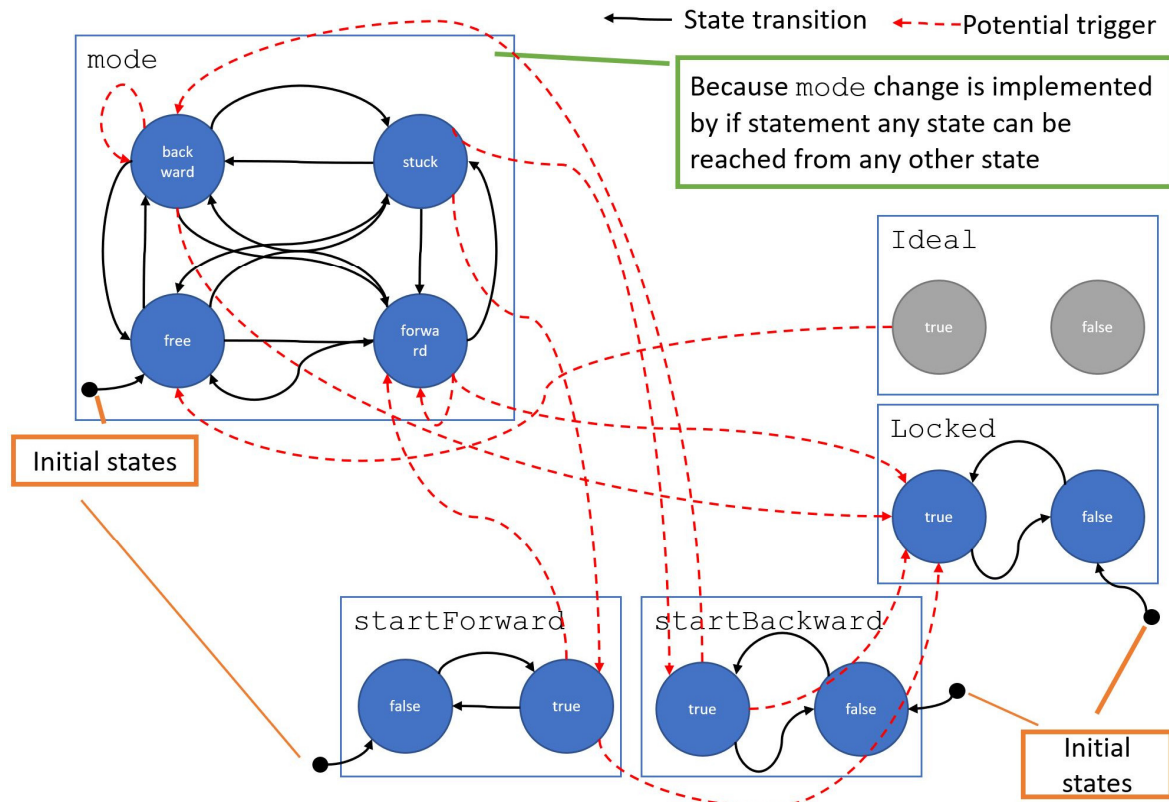 State transition
Potential trigger
mode
Because mode change is implemented
by if statement any state can be
reached from any other state
back
ward
stuck
free
forwa
rd
Ideal
true
false
Initial states
Locked
true
false
startForward
false
true
startBackward
true
false
Initial
states